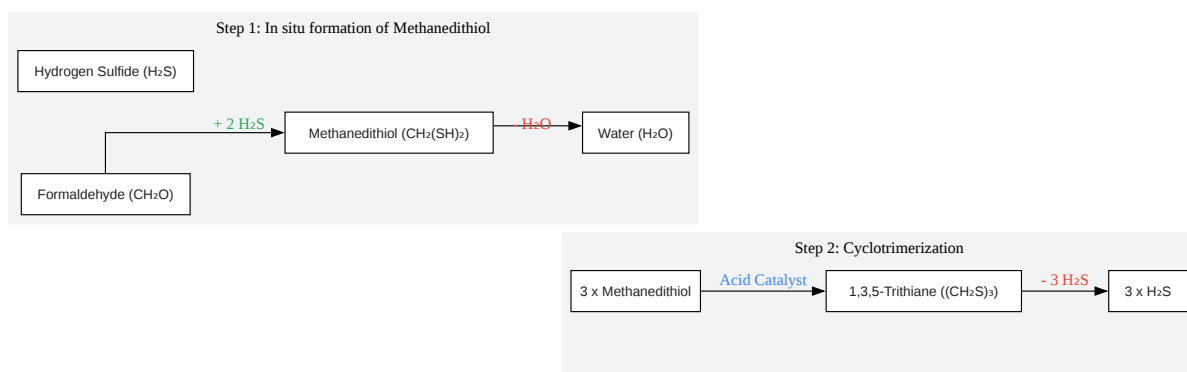 Step 1: In situ formation of Methanedithiol
Hydrogen Sulfide (H₂S)
+ 2 H₂S
Methanedithiol (CH₂(SH)₂)
- H₂O
Water (H₂O)
Formaldehyde (CH₂O)
Step 2: Cyclotrimerization
3 x Methanedithiol
Acid Catalyst
1,3,5-Trithiane ((CH₂S)₃)
- 3 H₂S
3 x H₂S